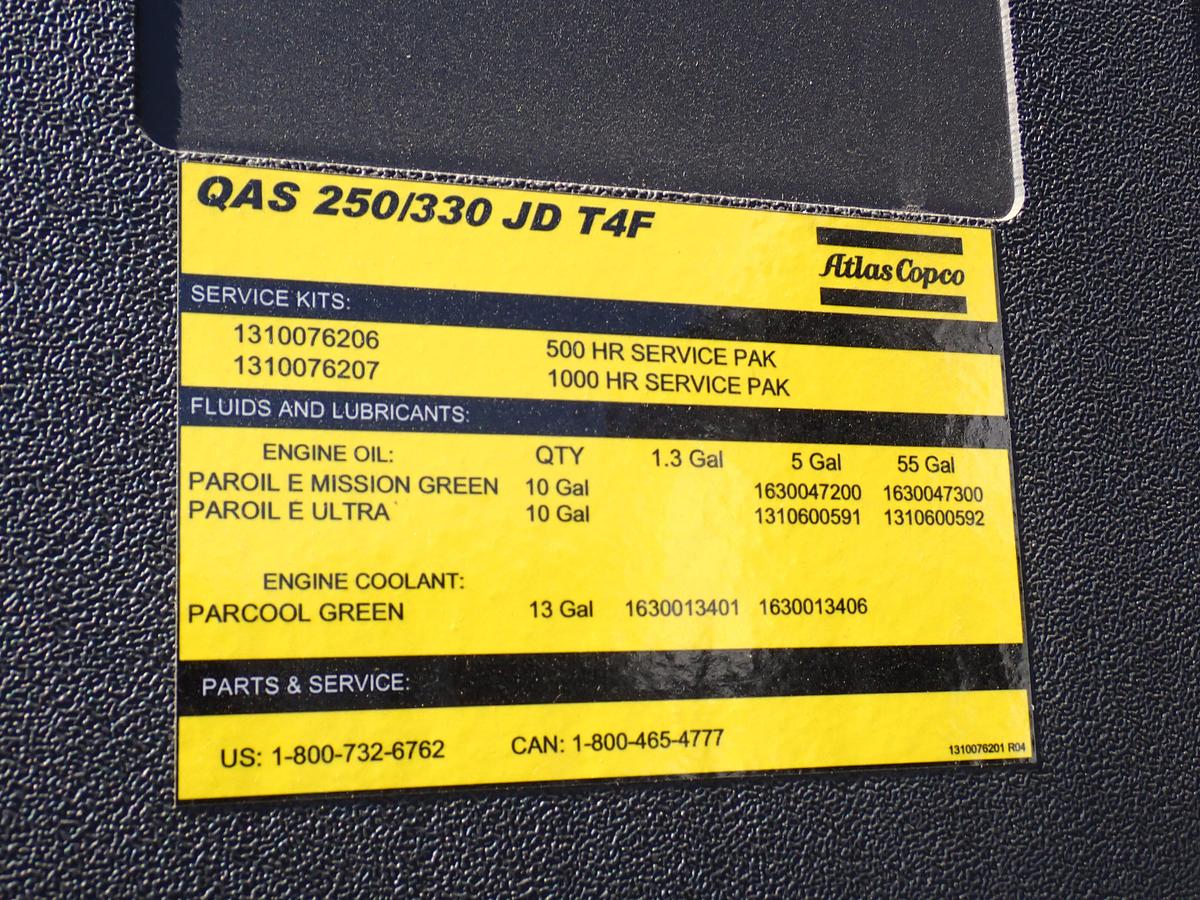 QAS 250/330 JD T4F
Atlas Copco
SERVICE KITS:
1310076206 500 HR SERVICE PAK
1310076207 1000 HR SERVICE PAK
FLUIDS AND LUBRICANTS:
ENGINE OIL: QTY 1.3 Gal 5 Gal 55 Gal
PAROIL E MISSION GREEN 10 Gal 1630047200 1630047300
PAROIL E ULTRA 10 Gal 1310600591 1310600592
ENGINE COOLANT:
PARCOOL GREEN 13 Gal 1630013401 1630013406
PARTS & SERVICE:
US: 1-800-732-6762 CAN: 1-800-465-4777
1310076201 R04